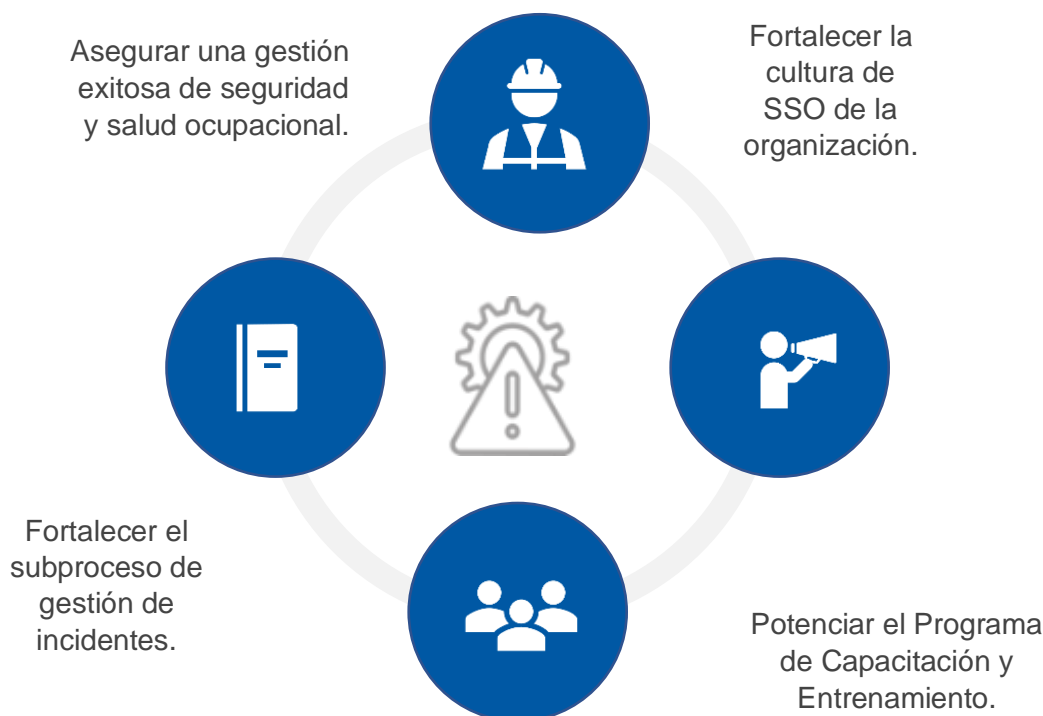 Asegurar una gestión
exitosa de seguridad
y salud ocupacional.
Fortalecer la
cultura de
SSO de la
organización.
Fortalecer el
subproceso de
gestión de
incidentes.
Potenciar el Programa
de Capacitación y
Entrenamiento.